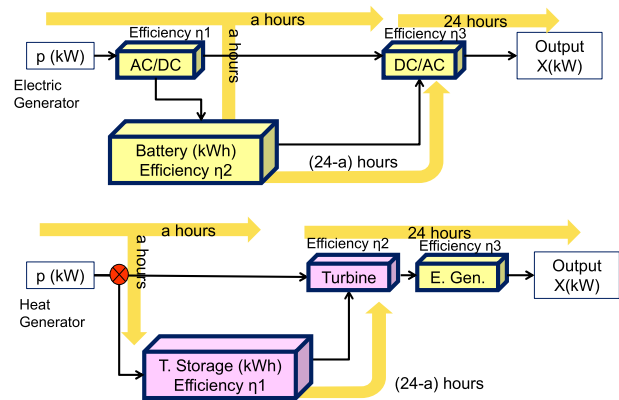 a hours
24 hours
Efficiency η1
Efficiency η3
p (kW)
AC/DC
a hours
DC/AC
Output
X(kW)
Electric
Generator
Battery (kWh)
Efficiency η2
(24-a) hours
a hours
24 hours
a hours
Efficiency η2
Efficiency η3
p (kW)
Turbine
E. Gen.
Output
X(kW)
Heat
Generator
T. Storage (kWh)
Efficiency η1
(24-a) hours